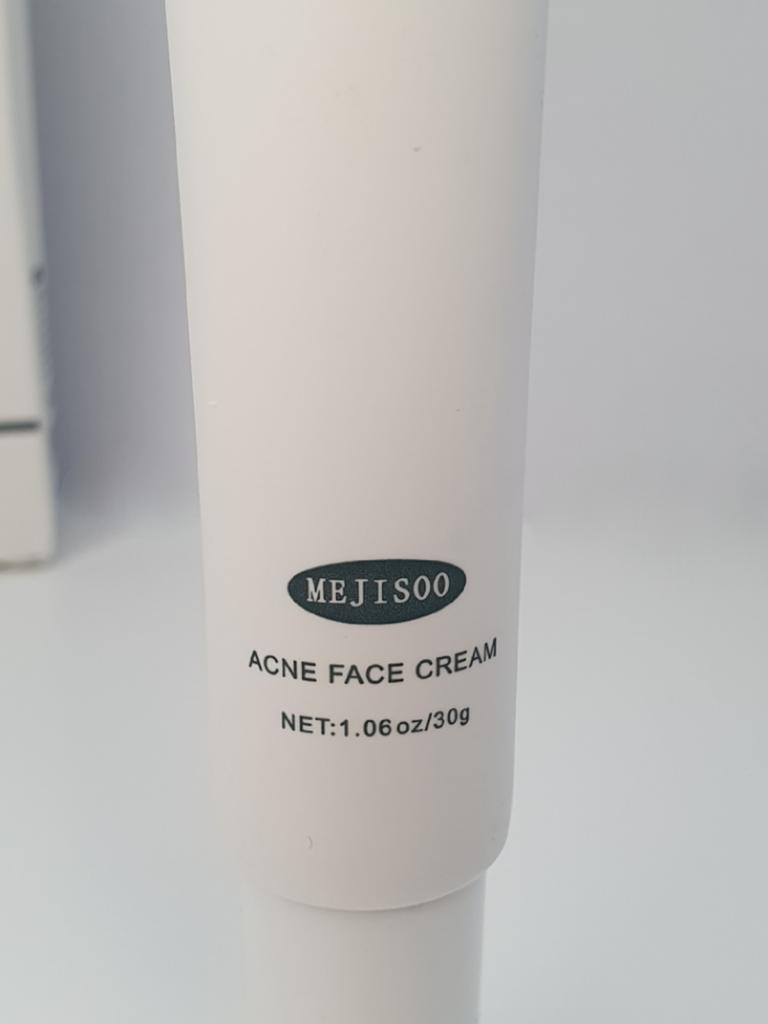 MEJISOO
ACNE FACE CREAM
NET:1.06oz/30g